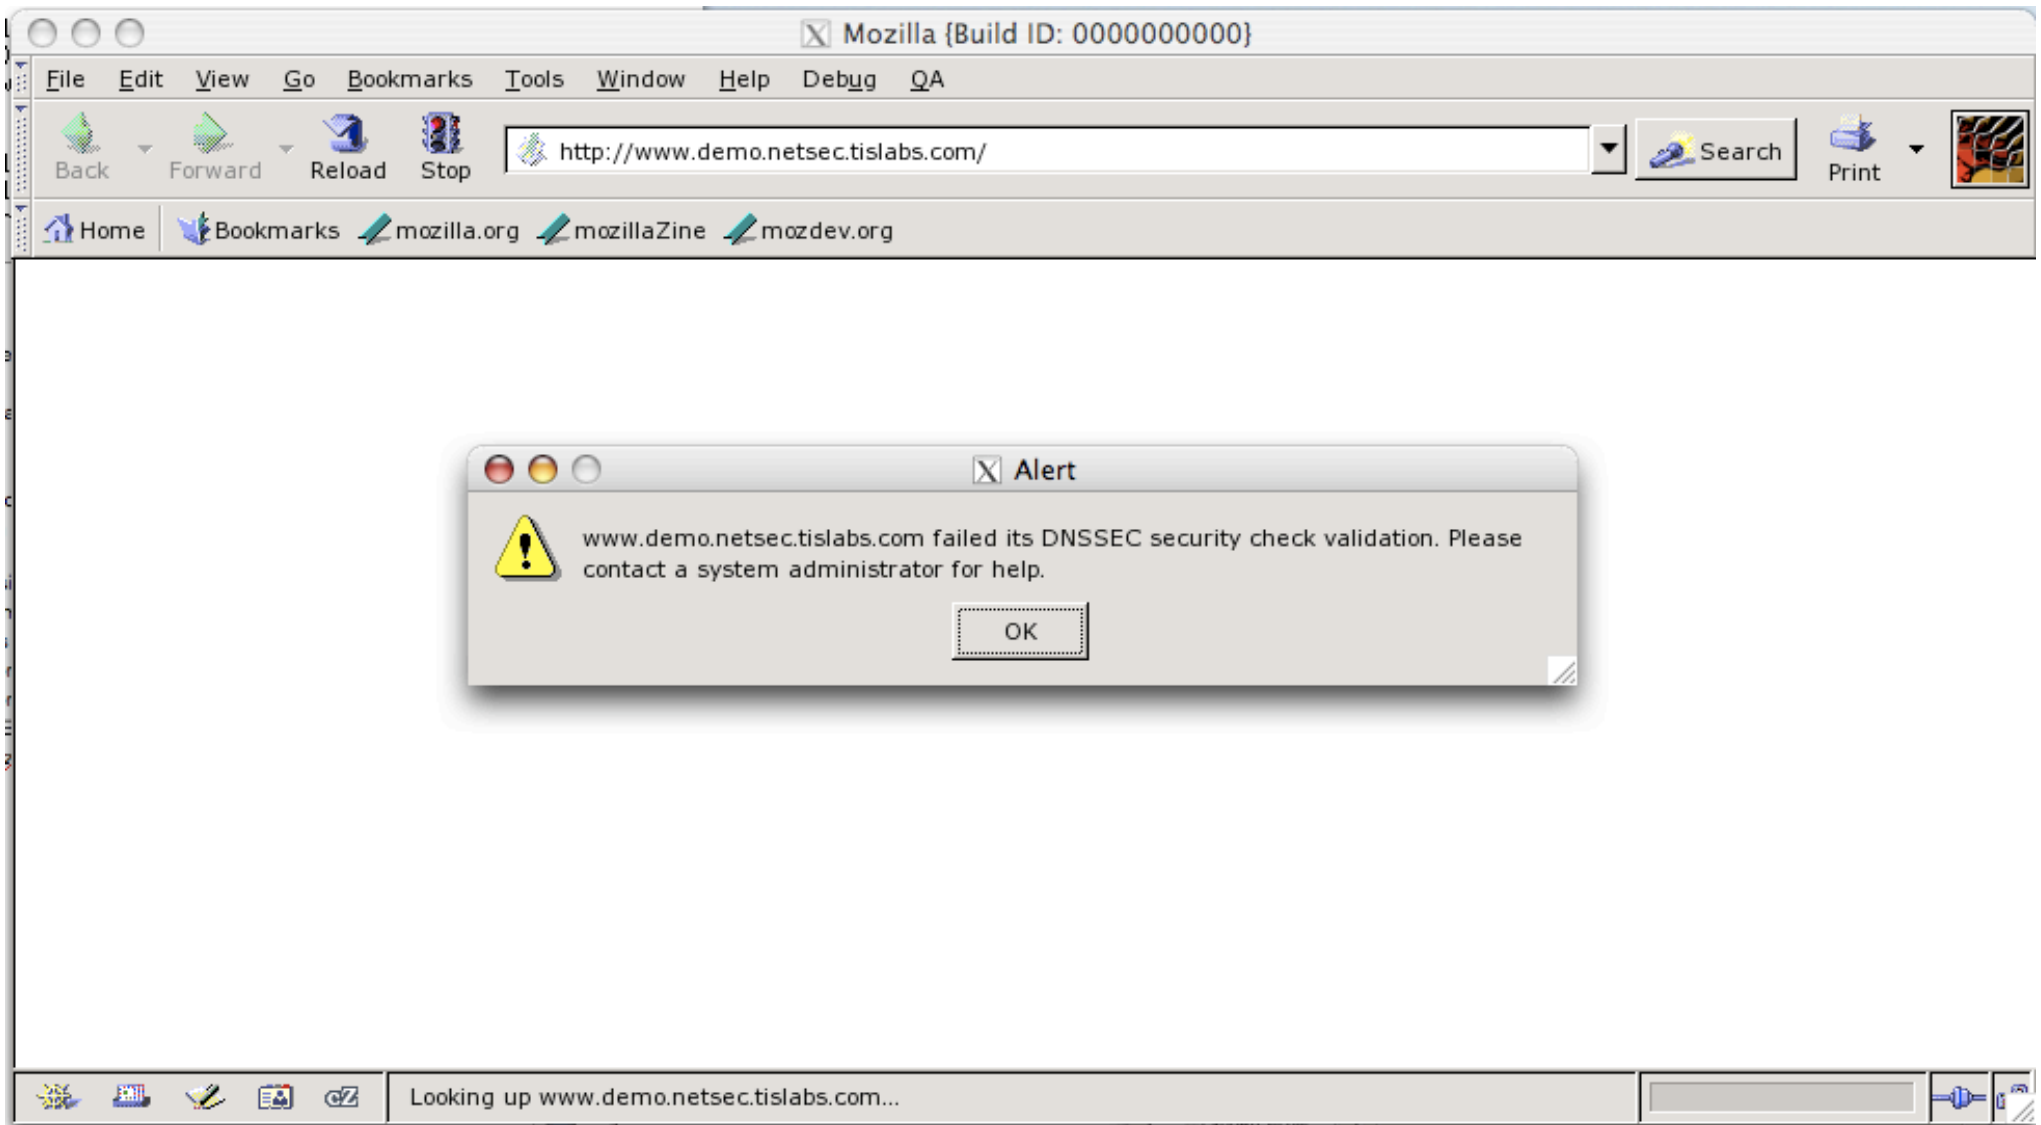 Mozilla {Build ID: 0000000000}
File Edit View Go Bookmarks Tools Window Help Debug QA
Back Forward Reload Stop http://www.demo.netsec.tislabs.com/ Search Print
Home Bookmarks mozilla.org mozillaZine mozdev.org
X Alert
www.demo.netsec.tislabs.com failed its DNSSEC security check validation. Please
contact a system administrator for help.
OK
cZ Looking up www.demo.netsec.tislabs.com...